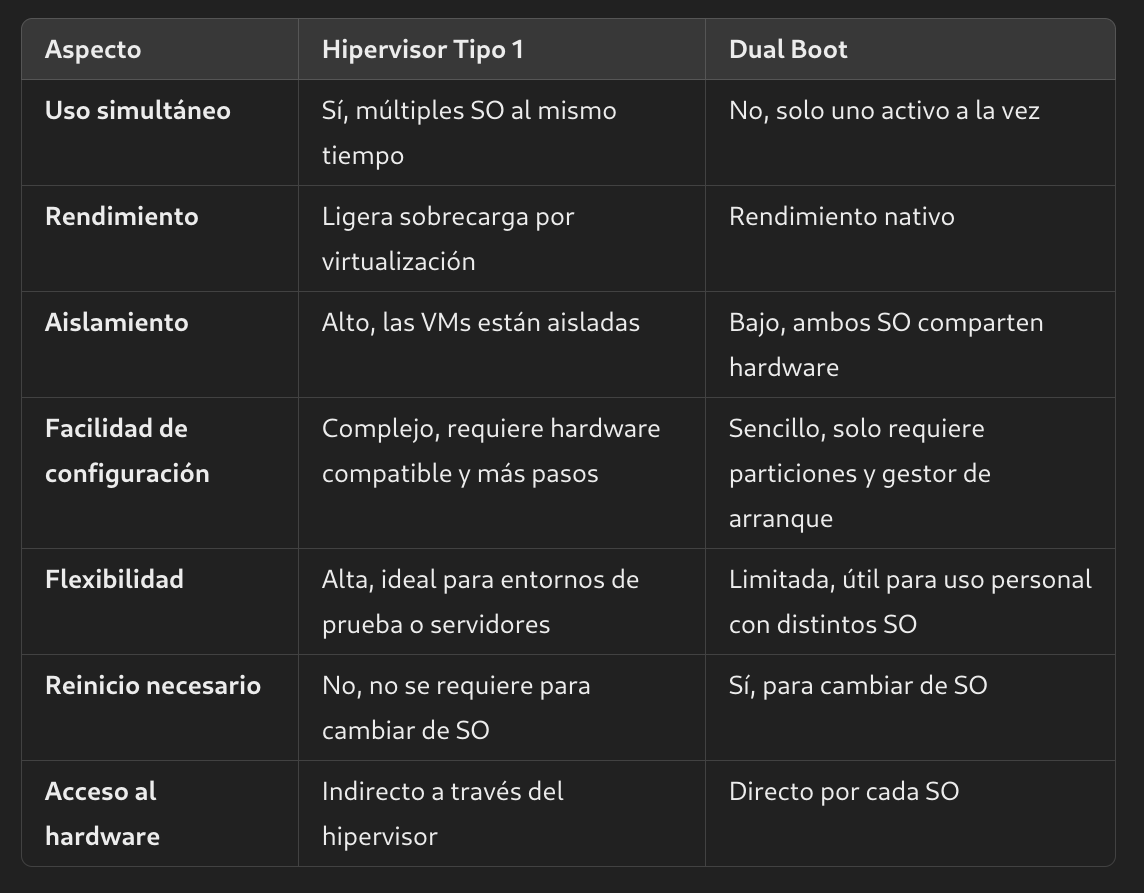 Aspecto
Hipervisor Tipo 1
Dual Boot
Uso simultáneo
Sí, múltiples SO al mismo
tiempo
No, solo uno activo a la vez
Rendimiento
Ligera sobrecarga por
virtualización
Rendimiento nativo
Aislamiento
Alto, las VMs están aisladas
Bajo, ambos SO comparten
hardware
Facilidad de
configuración
Complejo, requiere hardware
compatible y más pasos
Sencillo, solo requiere
particiones y gestor de
arranque
Flexibilidad
Alta, ideal para entornos de
prueba o servidores
Limitada, útil para uso personal
con distintos SO
Reinicio necesario
No, no se requiere para
cambiar de SO
Sí, para cambiar de SO
Acceso al
hardware
Indirecto a través del
hipervisor
Directo por cada SO